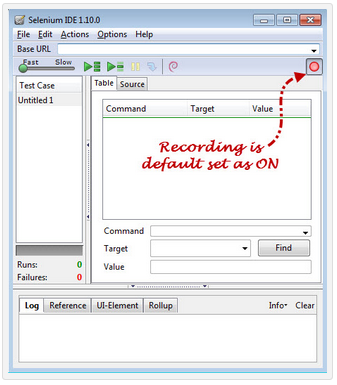 Selenium IDE 1.10.0
File Edit Actions Options Help
Base URL
Fast Slow
Test Case
Untitled 1
Table Source
Command Target Value
Recording is
default set as ON
Command
Target Find
Value
Runs: 0
Failures: 0
Log Reference UI-Element Rollup Info Clear